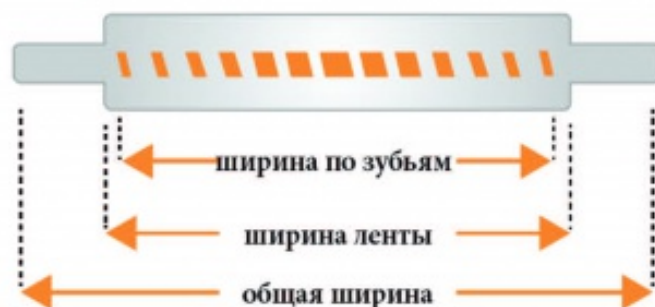 ширина по зубьям
ширина ленты
общая ширина